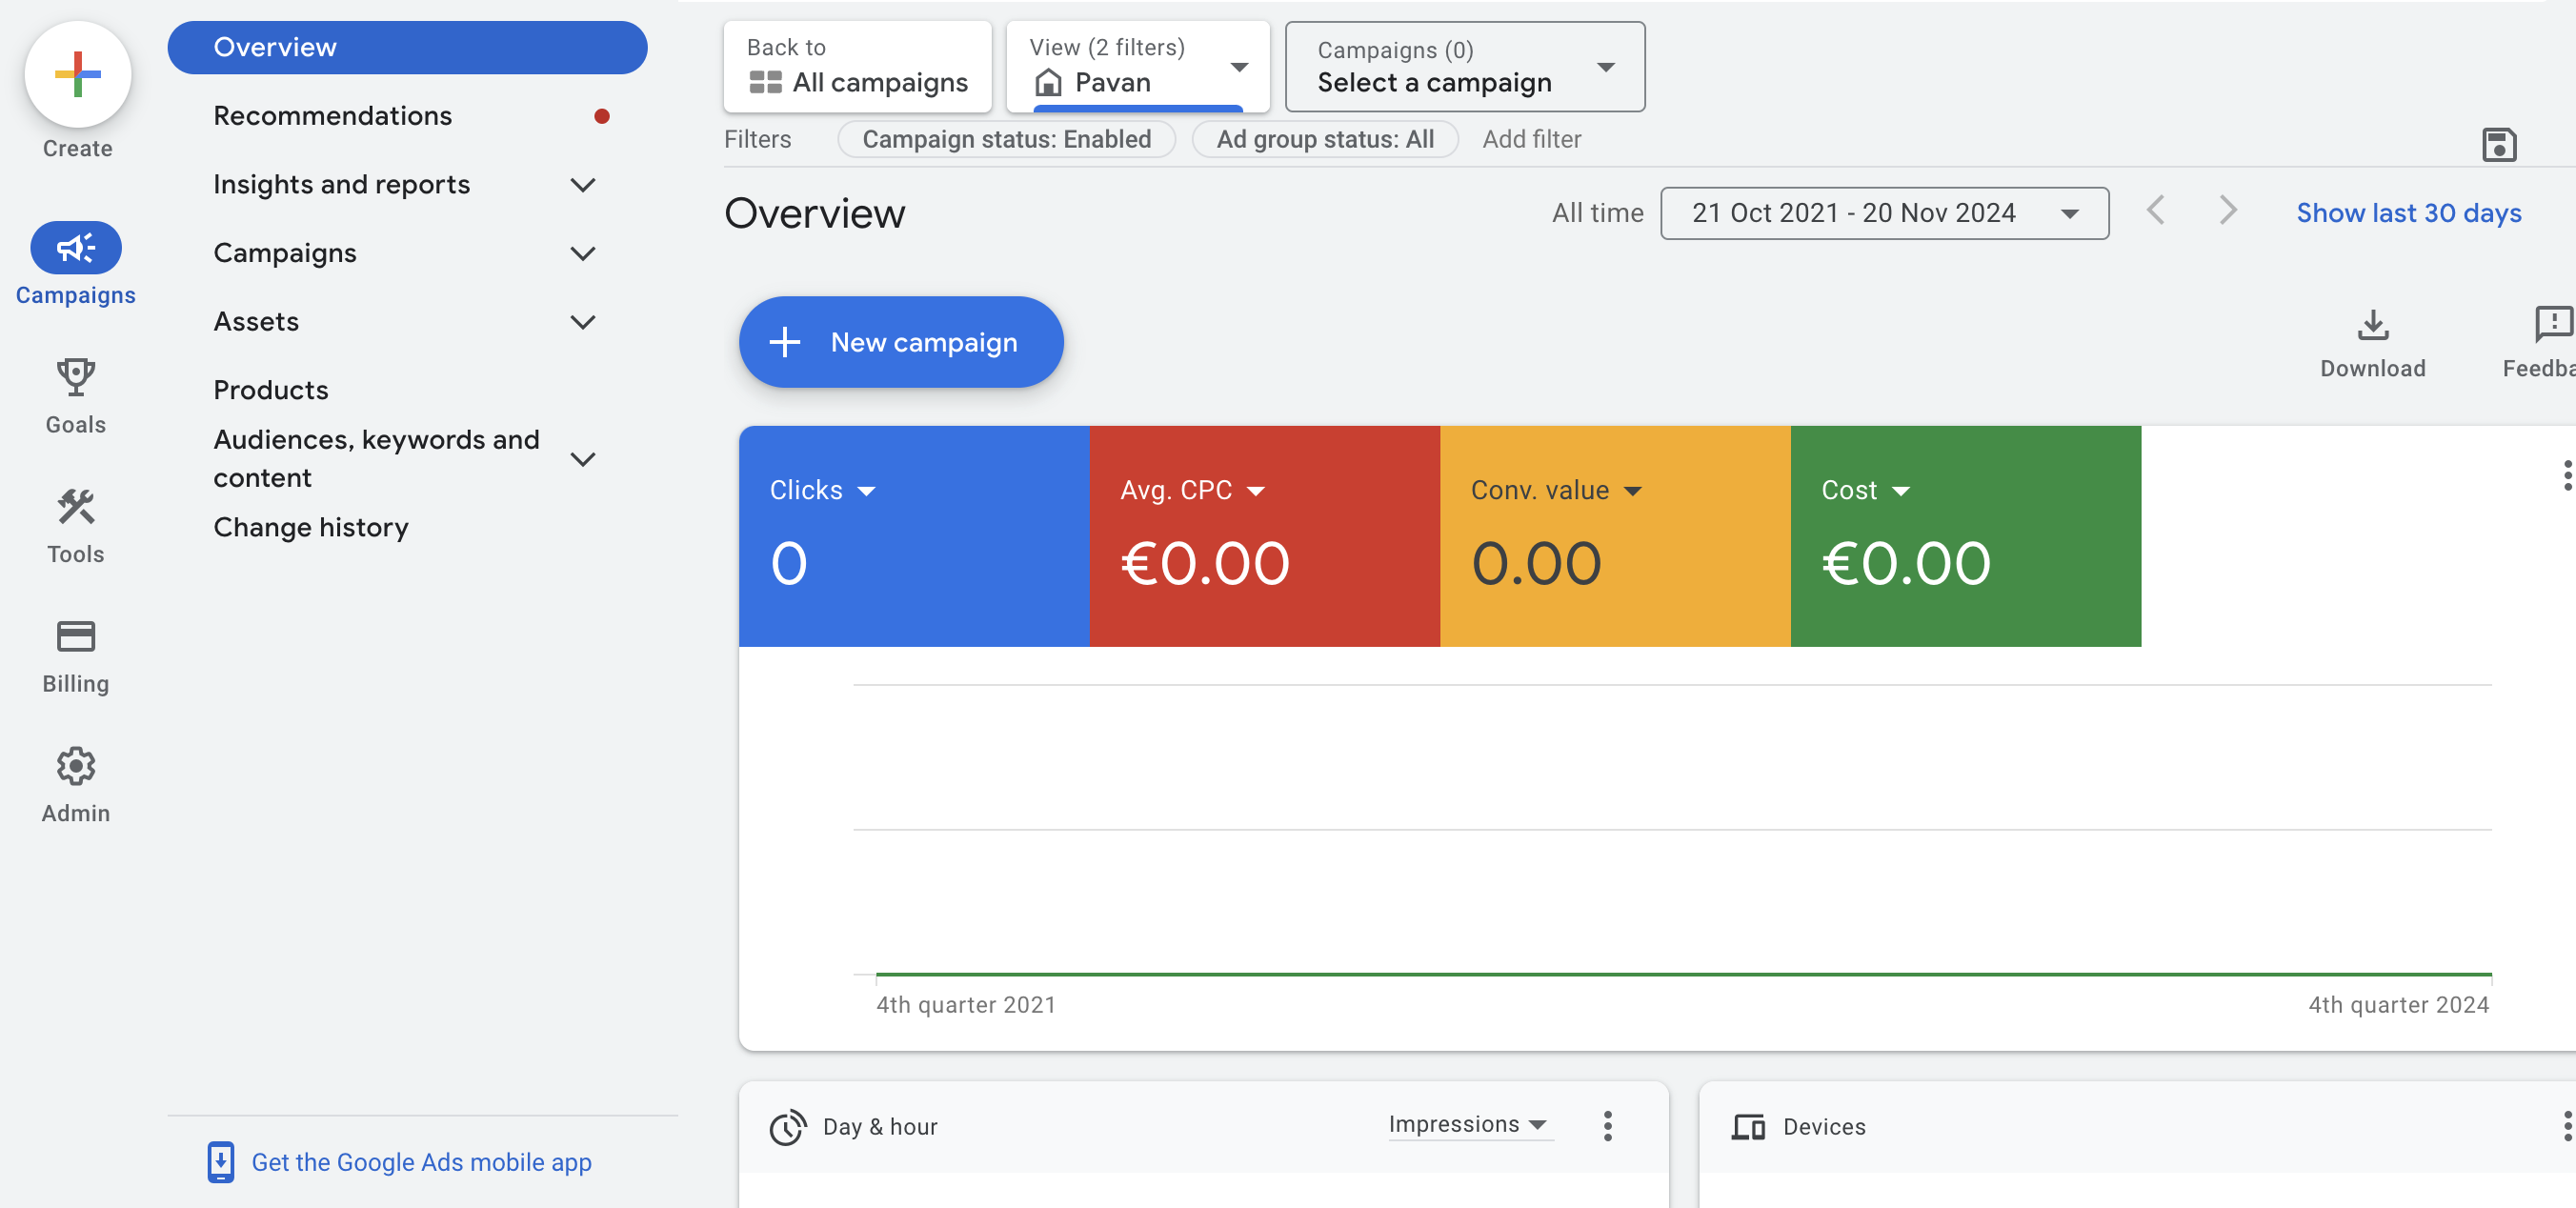 Create
Campaigns
Goals
Tools
Billing
Admin
Overview
Recommendations
Insights and reports
Campaigns
Assets
Products
Audiences, keywords and
content
Change history
Get the Google Ads mobile app
Back to
All campaigns
View (2 filters)
Pavan
Campaigns (0)
Select a campaign
Filters
Campaign status: Enabled
Ad group status: All
Add filter
Overview
All time
21 Oct 2021 - 20 Nov 2024
Show last 30 days
New campaign
Download
Feedba
Clicks
0
Avg. CPC
€0.00
Conv. value
0.00
Cost
€0.00
4th quarter 2021
4th quarter 2024
Day & hour
Impressions
Devices